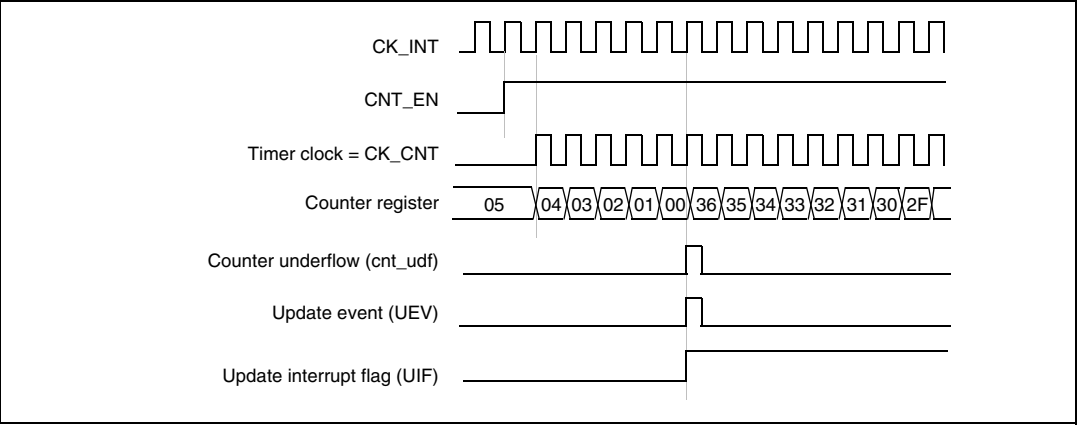 CK_INT
CNT_EN
Timer clock = CK_CNT
Counter register 05 04 03 02 01 00 36 35 34 33 32 31 30 2F
Counter underflow (cnt_udf)
Update event (UEV)
Update interrupt flag (UIF)